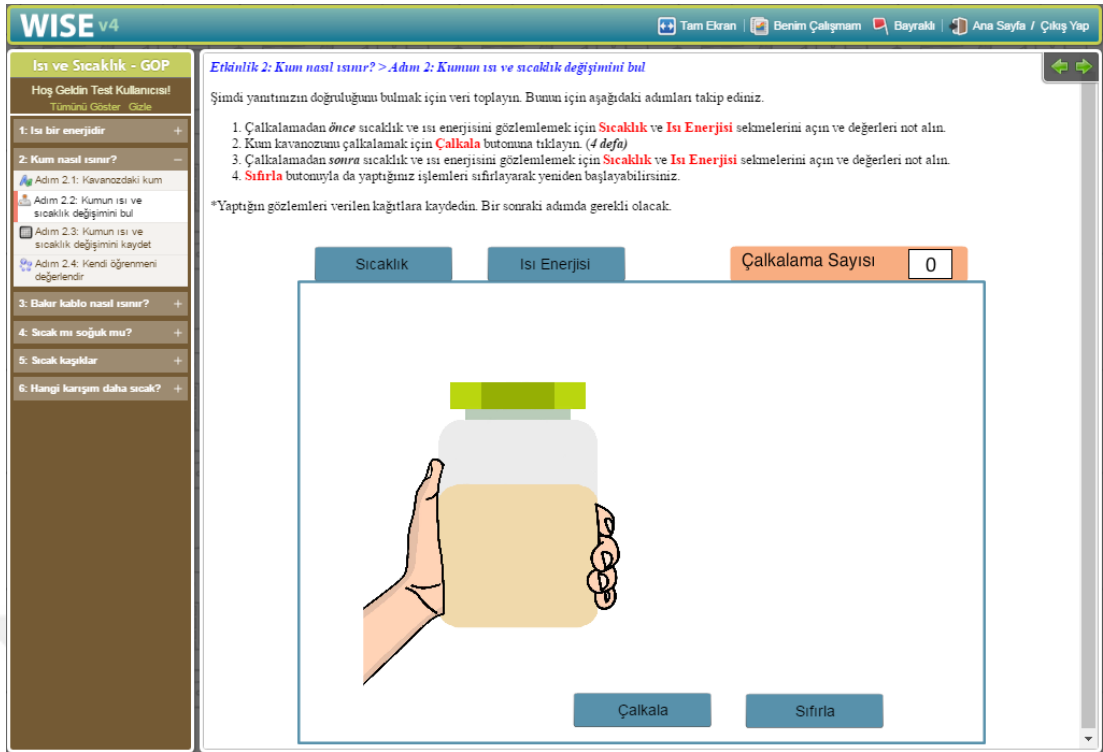 WISE v4
Tam Ekran | Benim Çalışmam Bayraklı | Ana Sayfa / Çıkış Yap
Isı ve Sıcaklık - GOP
Hoş Geldin Test Kullanıcısı!
Tümünü Göster Gizle
1: Isı bir enerjidir +
2: Kum nasıl ısınır? –
Adım 2.1: Kavanozdaki kum
Adım 2.2: Kumun ısı ve
sıcaklık değişimini bul
Adım 2.3: Kumun ısı ve
sıcaklık değişimini kaydet
Adım 2.4: Kendi öğrenmeni
değerlendir
3: Bakır kablo nasıl ısınır? +
4: Sıcak mı soğuk mu? +
5: Sıcak kaşıklar +
6: Hangi karışım daha sıcak? +
Etkinlik 2: Kum nasıl ısınır? > Adım 2: Kumun ısı ve sıcaklık değişimini bul
Şimdi yanıtınızın doğruluğunu bulmak için veri toplayın. Bunun için aşağıdaki adımları takip ediniz.
1. Çalkalamadan önce sıcaklık ve ısı enerjisini gözlemlemek için Sıcaklık ve Isı Enerjisi sekmelerini açın ve değerleri not alın.
2. Kum kavanozunu çalkalamak için Çalkala butonuna tıklayın. (4 defa)
3. Çalkalamadan sonra sıcaklık ve ısı enerjisini gözlemlemek için Sıcaklık ve Isı Enerjisi sekmelerini açın ve değerleri not alın.
4. Sıfırla butonuyla da yaptığınız işlemleri sıfırlayarak yeniden başlayabilirsiniz.
*Yaptığın gözlemleri verilen kağıtlara kaydedin. Bir sonraki adımda gerekli olacak.
Sıcaklık Isı Enerjisi Çalkalama Sayısı 0
Çalkala Sıfırla